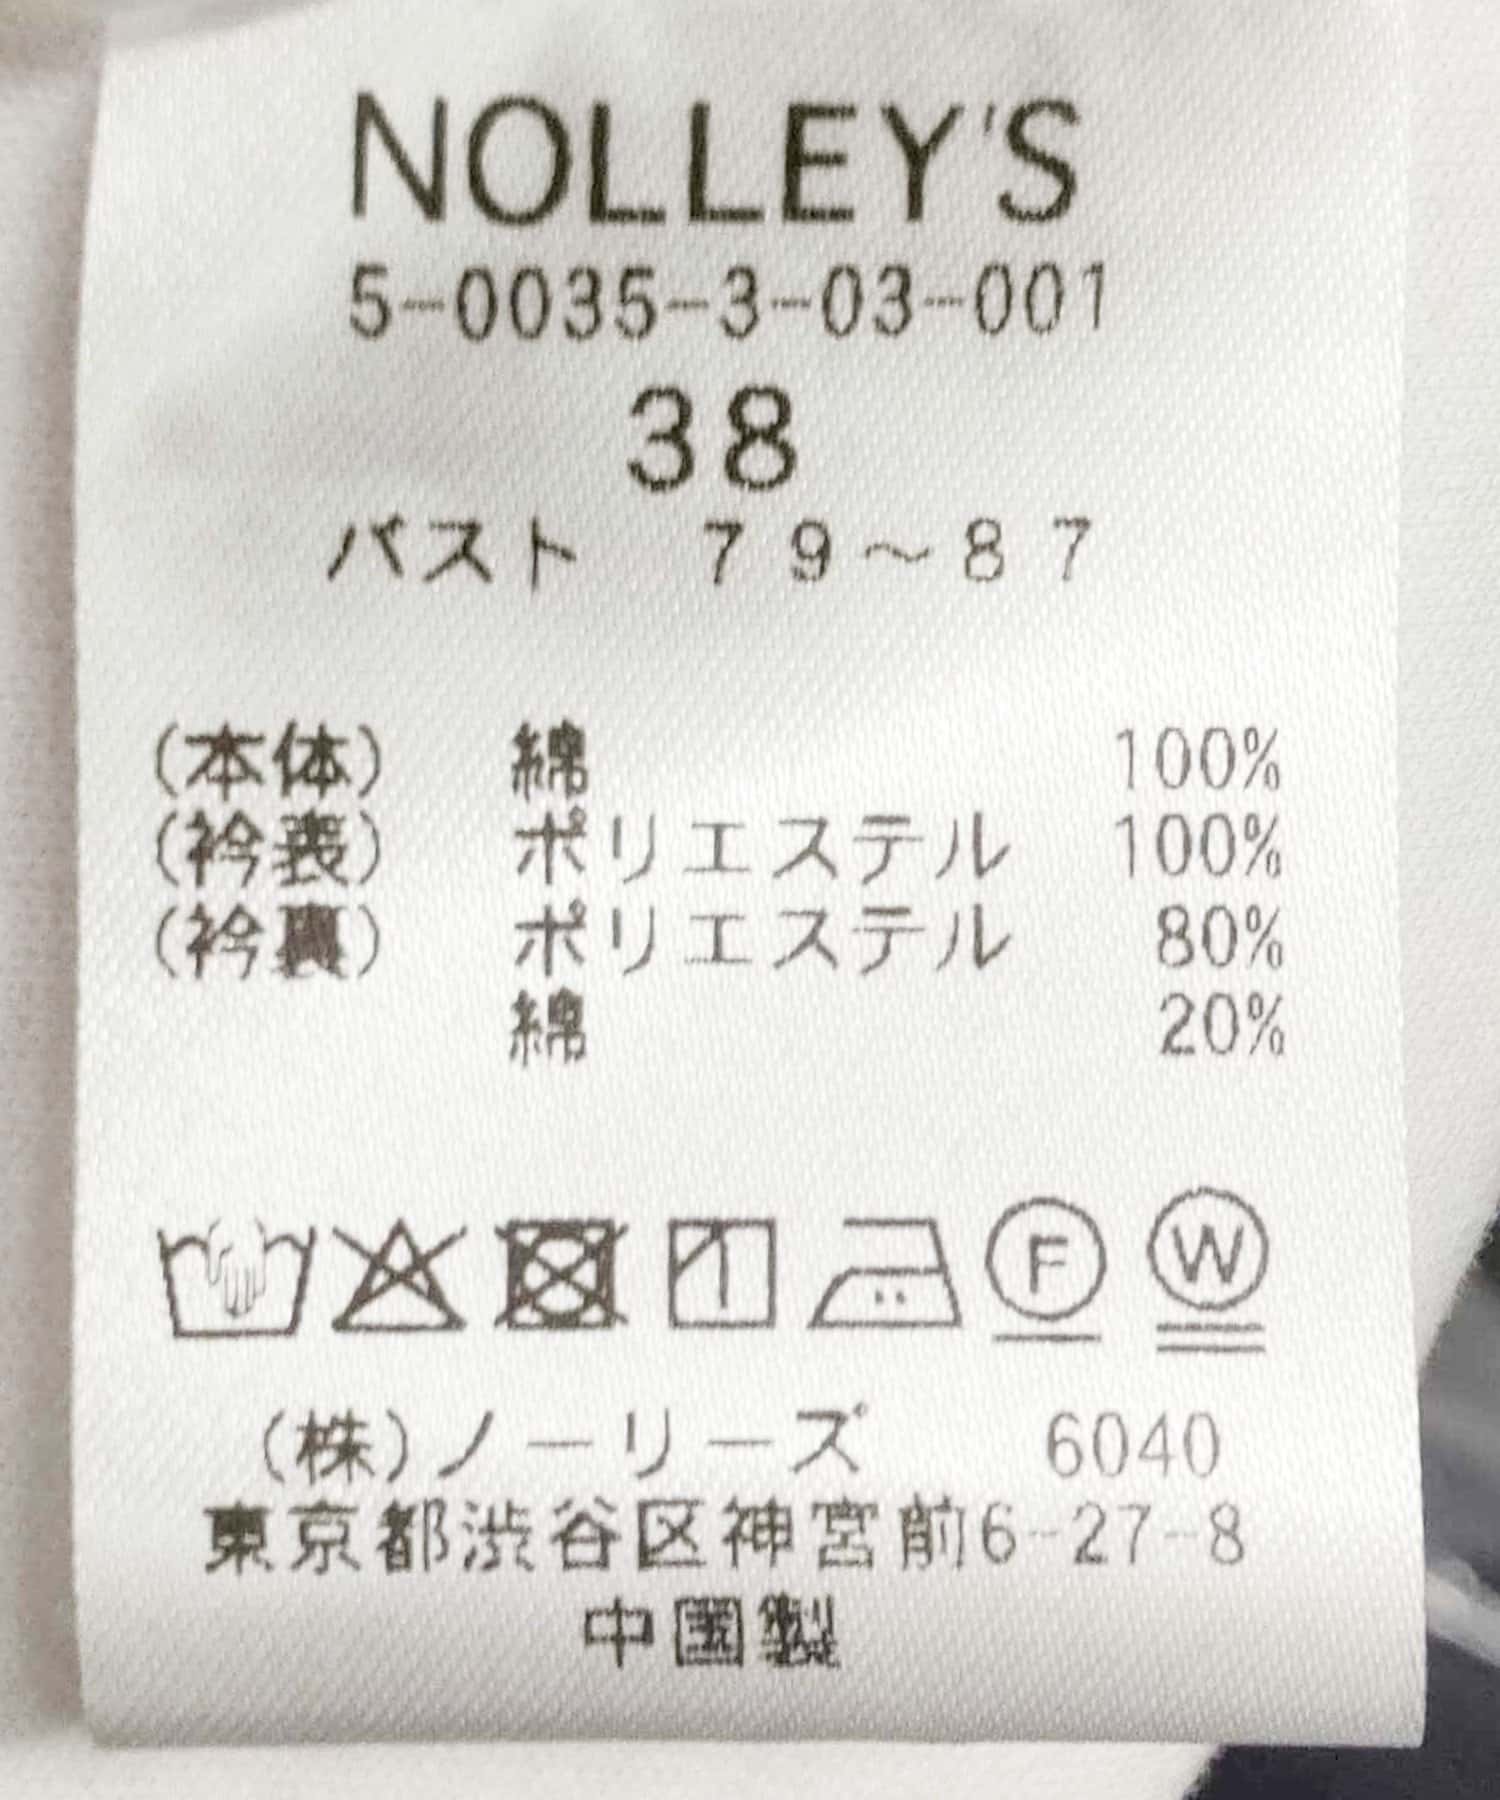 NOLLEY'S
5-0035-3-03-001
38
バスト 79～87
(本体) 綿 100%
(衿表) ポリエステル 100%
(衿裏) ポリエステル 80%
綿 20%
F W
(株)ノーリーズ 6040
東京都渋谷区神宮前6-27-8
中国製